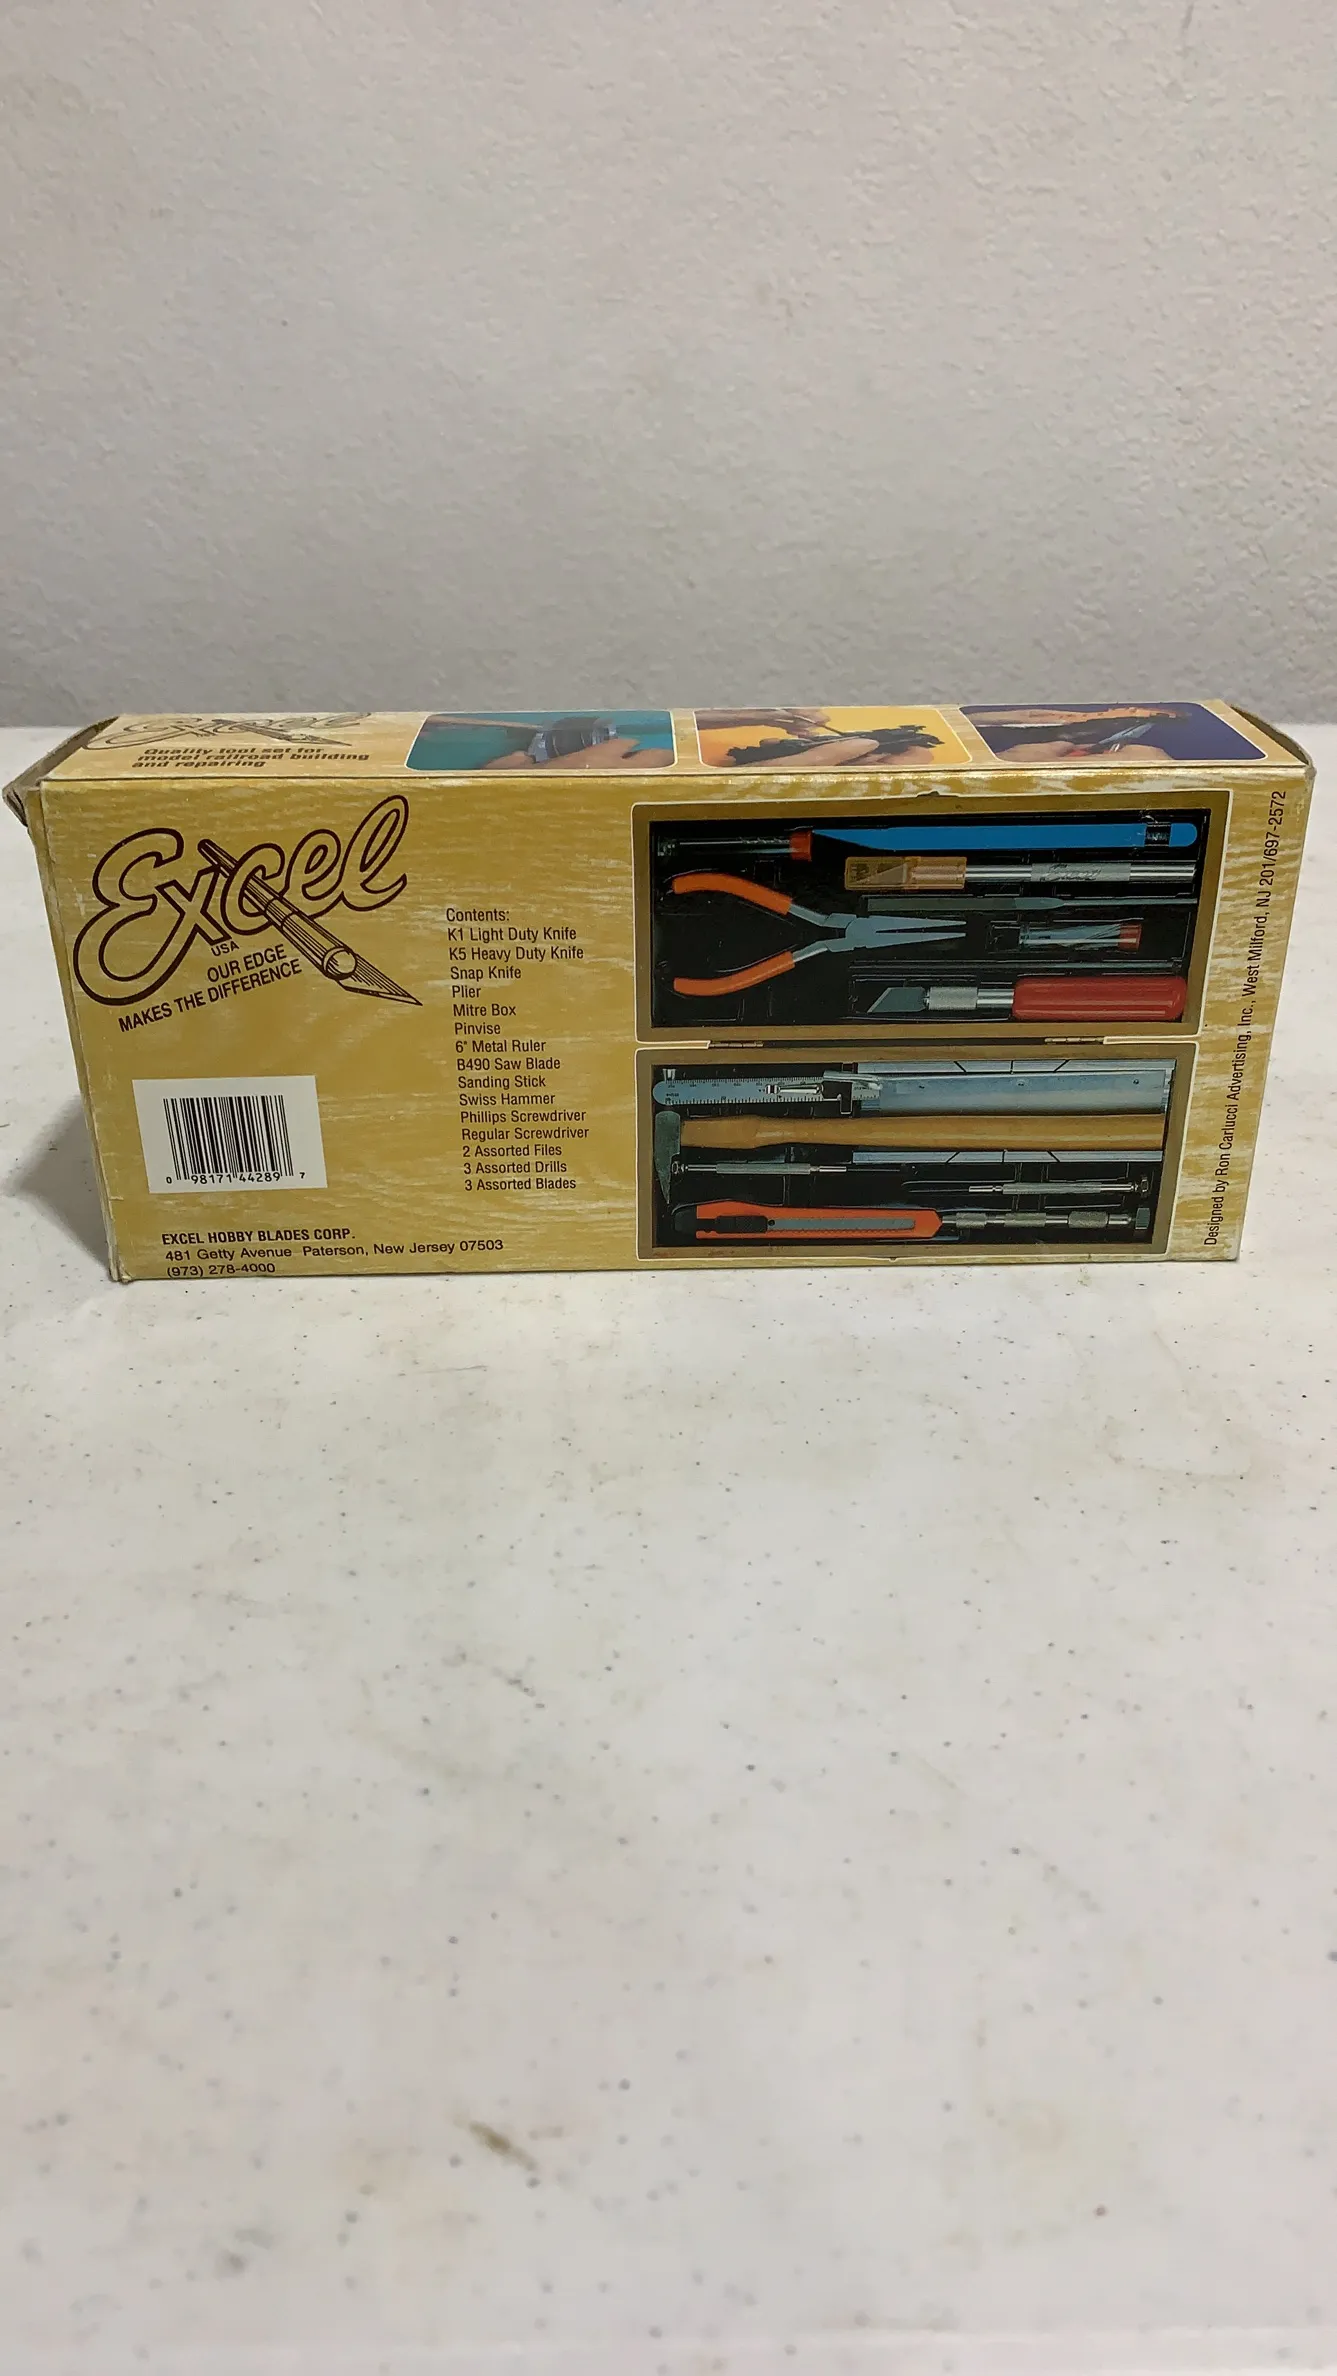 Excel
Quality tool set for
model railroad building
and repairing
Excel
USA
OUR EDGE
MAKES THE DIFFERENCE
Contents:
K1 Light Duty Knife
K5 Heavy Duty Knife
Snap Knife
Plier
Mitre Box
Pinvise
6" Metal Ruler
B490 Saw Blade
Sanding Stick
Swiss Hammer
Phillips Screwdriver
Regular Screwdriver
2 Assorted Files
3 Assorted Drills
3 Assorted Blades
0 98171 44289 7
EXCEL HOBBY BLADES CORP.
481 Getty Avenue Paterson, New Jersey 07503
(973) 278-4000
Designed by Ron Carlucci Advertising, Inc., West Milford, NJ 201/697-2572